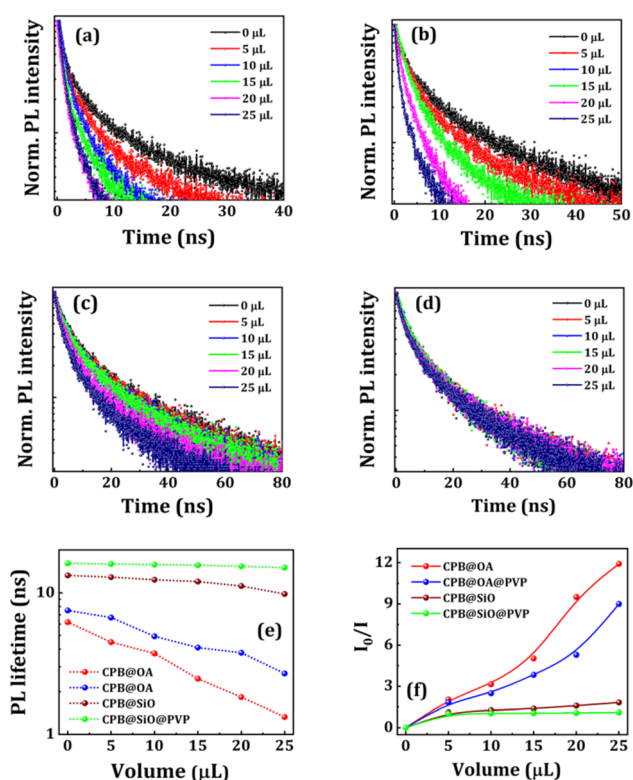 (a)
0 µL
5 µL
10 µL
15 µL
20 µL
25 µL
Norm. PL intensity
0 10 20 30 40
Time (ns)
(b)
0 µL
5 µL
10 µL
15 µL
20 µL
25 µL
Norm. PL intensity
0 10 20 30 40 50
Time (ns)
(c)
0 µL
5 µL
10 µL
15 µL
20 µL
25 µL
Norm. PL intensity
0 20 40 60 80
Time (ns)
(d)
0 µL
5 µL
10 µL
15 µL
20 µL
25 µL
Norm. PL intensity
0 20 40 60 80
Time (ns)
PL lifetime (ns)
10
1
(e)
CPB@OA
CPB@OA
CPB@SiO
CPB@SiO@PVP
0 5 10 15 20 25
Volume (µL)
I₀/I
12
9
6
3
0
CPB@OA
CPB@OA@PVP
CPB@SiO
CPB@SiO@PVP
(f)
0 5 10 15 20 25
Volume (µL)